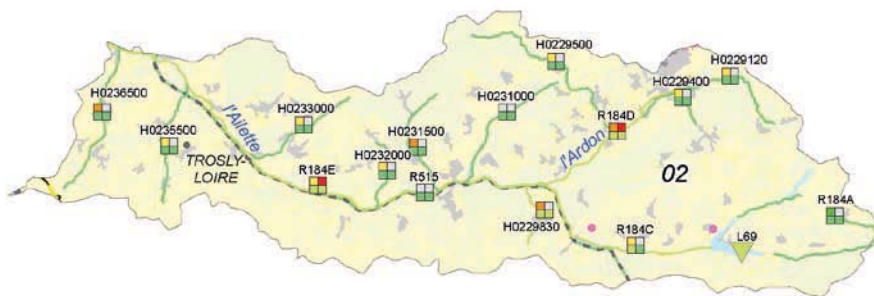 H0229500
H0229120
H0236500
H0229400
H0233000
H0231000
R184D
l'Ailette
H0235500
H0231500
l'Ardon
TROSLY-
LOIRE
H0232000
R184E
R515
02
R184A
H0229830
R184C
L69